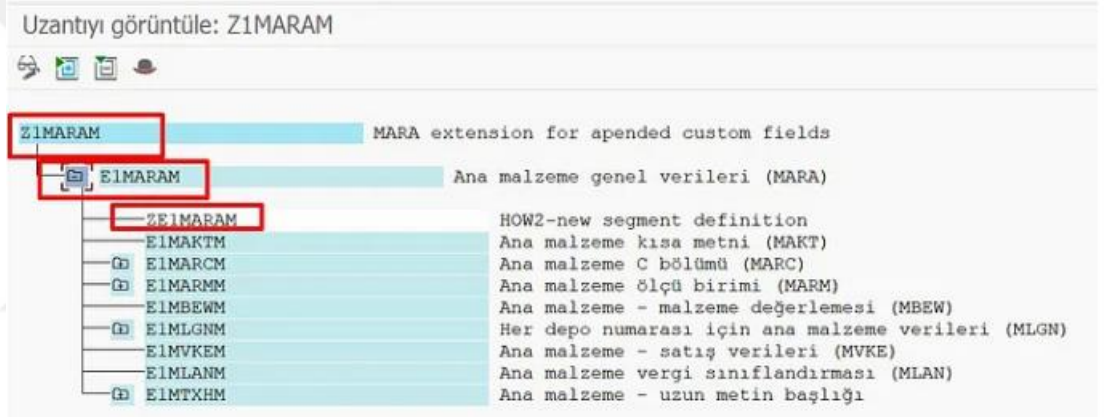 Uzantıyı görüntüle: Z1MARAM
Z1MARAM MARA extension for apended custom fields
E1MARAM Ana malzeme genel verileri (MARA)
ZE1MARAM HOW2-new segment definition
E1MAKTM Ana malzeme kısa metni (MAKT)
E1MARCM Ana malzeme C bölümü (MARC)
E1MARMM Ana malzeme ölçü birimi (MARM)
E1MBEWM Ana malzeme - malzeme değerlemesi (MBEW)
E1MLGNM Her depo numarası için ana malzeme verileri (MLGN)
E1MVKEM Ana malzeme - satış verileri (MVKE)
E1MLANM Ana malzeme vergi sınıflandırması (MLAN)
E1MTXHM Ana malzeme - uzun metin başlığı